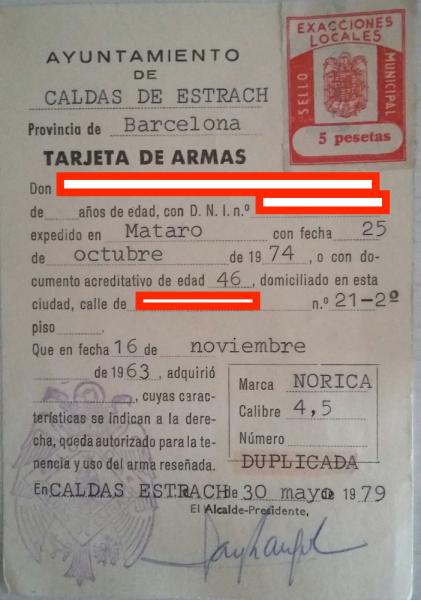 AYUNTAMIENTO
DE
CALDAS DE ESTRACH
Provincia de Barcelona
EXACCIONES
LOCALES
SELLO
MUNICIPAL
5 pesetas
TARJETA DE ARMAS
Don
de años de edad, con D. N. I. n.º
expedido en Mataro con fecha 25
de octubre de 1974, o con do-
cumento acreditativo de edad 46, domiciliado en esta
ciudad, calle de n.º 21-2º
piso
Que en fecha 16 de noviembre
de 1963, adquirió
, cuyas carac-
terísticas se indican a la dere-
cha, queda autorizado para la te-
nencia y uso del arma reseñada.
Marca NORICA
Calibre 4,5
Número
DUPLICADA
En CALDAS ESTRACH de 30 mayo de 1979
El Alcalde-Presidente,